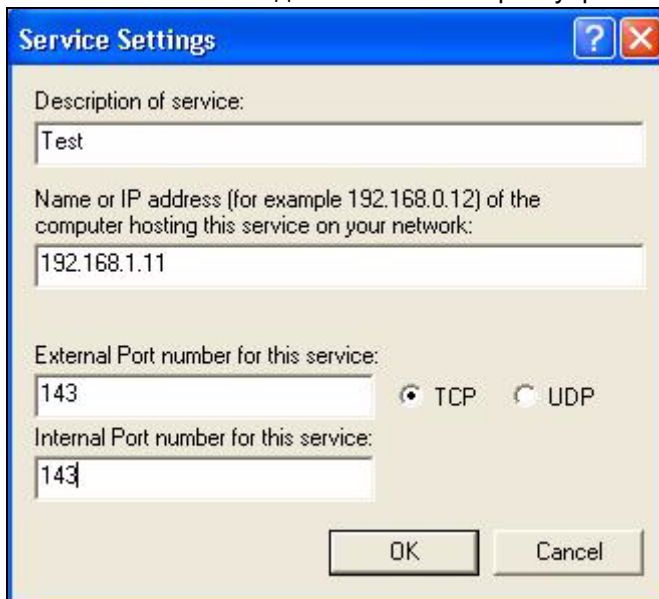 Service Settings
Description of service:
Test
Name or IP address (for example 192.168.0.12) of the
computer hosting this service on your network:
192.168.1.11
External Port number for this service:
143
TCP
UDP
Internal Port number for this service:
143
OK
Cancel